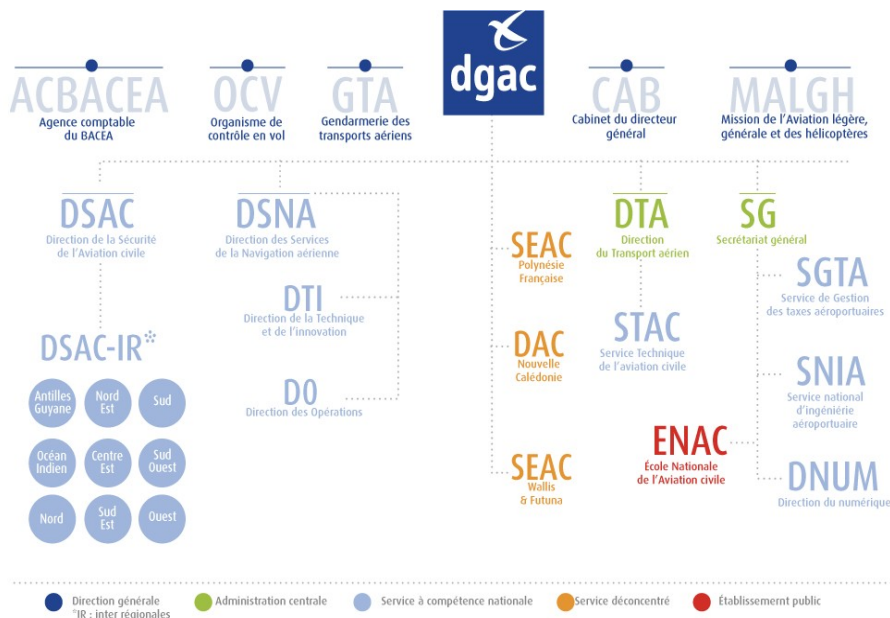 dgac
ACBACEA
Agence comptable
du BACEA
OCV
Organisme de
contrôle en vol
GTA
Gendarmerie des
transports aériens
CAB
Cabinet du directeur
général
MALGH
Mission de l'Aviation légère,
générale et des hélicoptères
DSAC
Direction de la Sécurité
de l'Aviation civile
DSNA
Direction des Services
de la Navigation aérienne
DTI
Direction de la Technique
et de l'innovation
DO
Direction des Opérations
DSAC-IR*
Antilles
Guyane
Nord
Est
Sud
Océan
Indien
Centre
Est
Sud
Ouest
Nord
Sud
Est
Ouest
SEAC
Polynésie
Française
DAC
Nouvelle
Calédonie
SEAC
Wallis
& Futuna
DTA
Direction
du Transport aérien
STAC
Service Technique
de l'aviation civile
SG
Secrétariat général
SGTA
Service de Gestion
des taxes aéroportuaires
SNIA
Service national
d'ingéniérie
aéroportuaire
ENAC
École Nationale
de l'Aviation civile
DNUM
Direction du numérique
Direction générale
*IR : inter régionales
Administration centrale
Service à compétence nationale
Service déconcentré
Établissement public